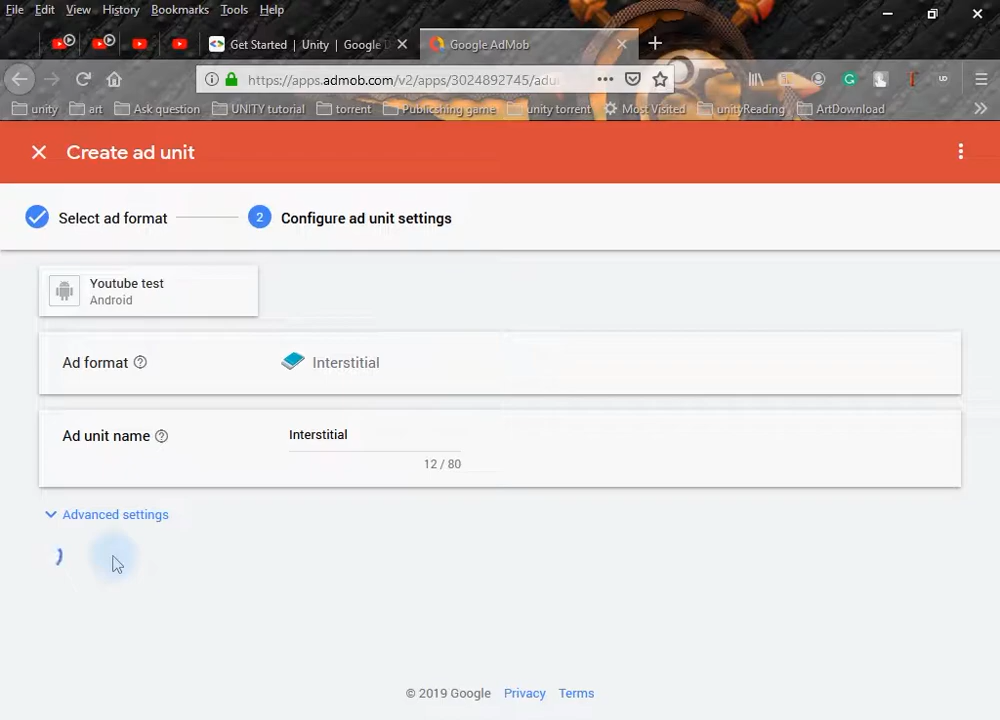 File Edit View History Bookmarks Tools Help
Get Started | Unity | Google
Google AdMob
https://apps.admob.com/v2/apps/3024892745/adu
unity art Ask question UNITY tutorial torrent Publicshing game unity torrent Most Visited unityReading ArtDownload
Create ad unit
Select ad format 2 Configure ad unit settings
Youtube test
Android
Ad format Interstitial
Ad unit name Interstitial
12 / 80
Advanced settings
© 2019 Google Privacy Terms